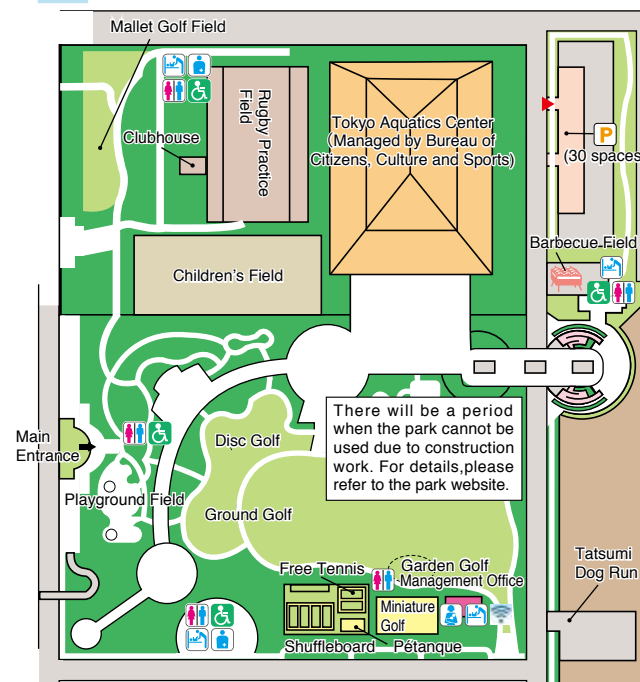 Mallet Golf Field
Clubhouse
Rugby Practice
Field
Tokyo Aquatics Center
(Managed by Bureau of
Citizens, Culture and Sports)
P
(30 spaces
Barbecue Field
Children's Field
There will be a period
when the park cannot be
used due to construction
work. For details,please
refer to the park website.
Main
Entrance
Disc Golf
Playground Field
Ground Golf
Free Tennis
Garden Golf
Management Office
Tatsumi
Dog Run
Miniature
Golf
Shuffleboard
Pétanque